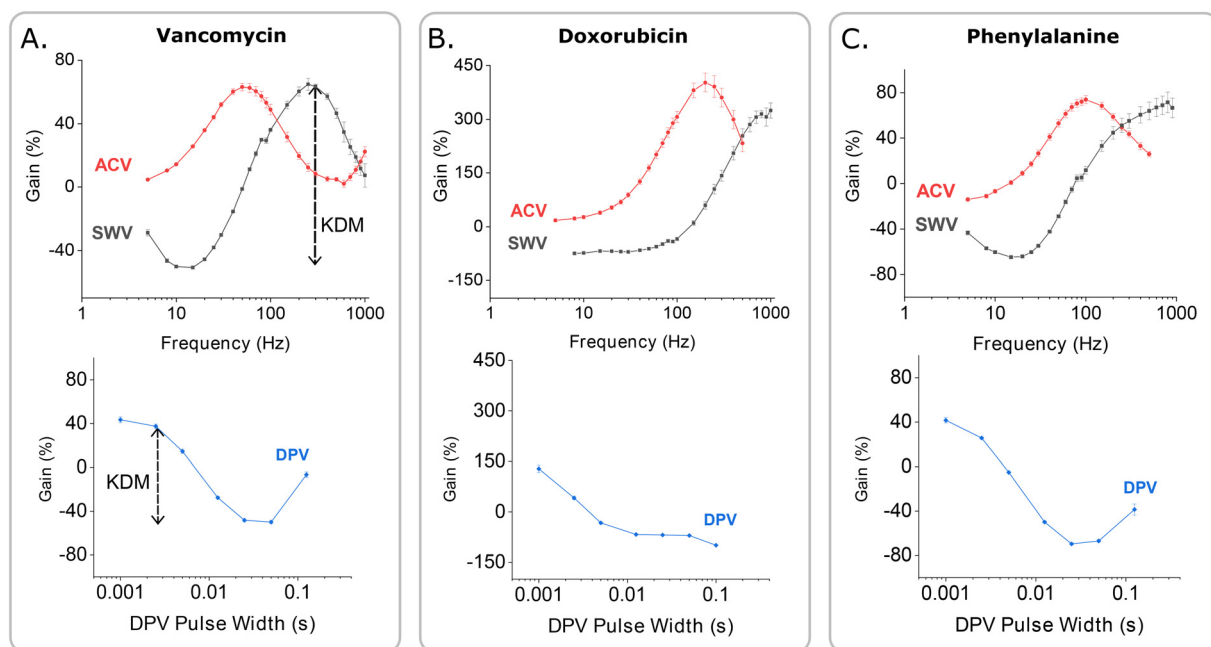 A.
Vancomycin
80
40
0
-40
Gain (%)
ACV
SWV
KDM
1
10
100
1000
Frequency (Hz)
80
40
0
-40
-80
Gain (%)
KDM
DPV
0.001
0.01
0.1
DPV Pulse Width (s)
B.
Doxorubicin
450
300
150
0
-150
Gain (%)
ACV
SWV
1
10
100
1000
Frequency (Hz)
450
300
150
0
-150
Gain (%)
DPV
0.001
0.01
0.1
DPV Pulse Width (s)
C.
Phenylalanine
80
40
0
-40
-80
Gain (%)
ACV
SWV
1
10
100
1000
Frequency (Hz)
80
40
0
-40
-80
Gain (%)
DPV
0.001
0.01
0.1
DPV Pulse Width (s)